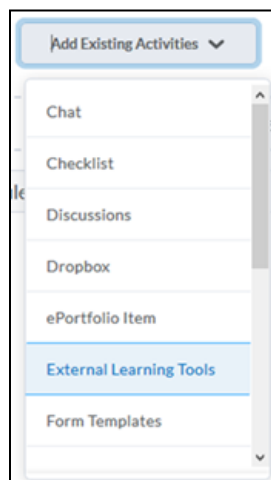 Add Existing Activities
Chat
Checklist
Discussions
Dropbox
ePortfolio Item
External Learning Tools
Form Templates